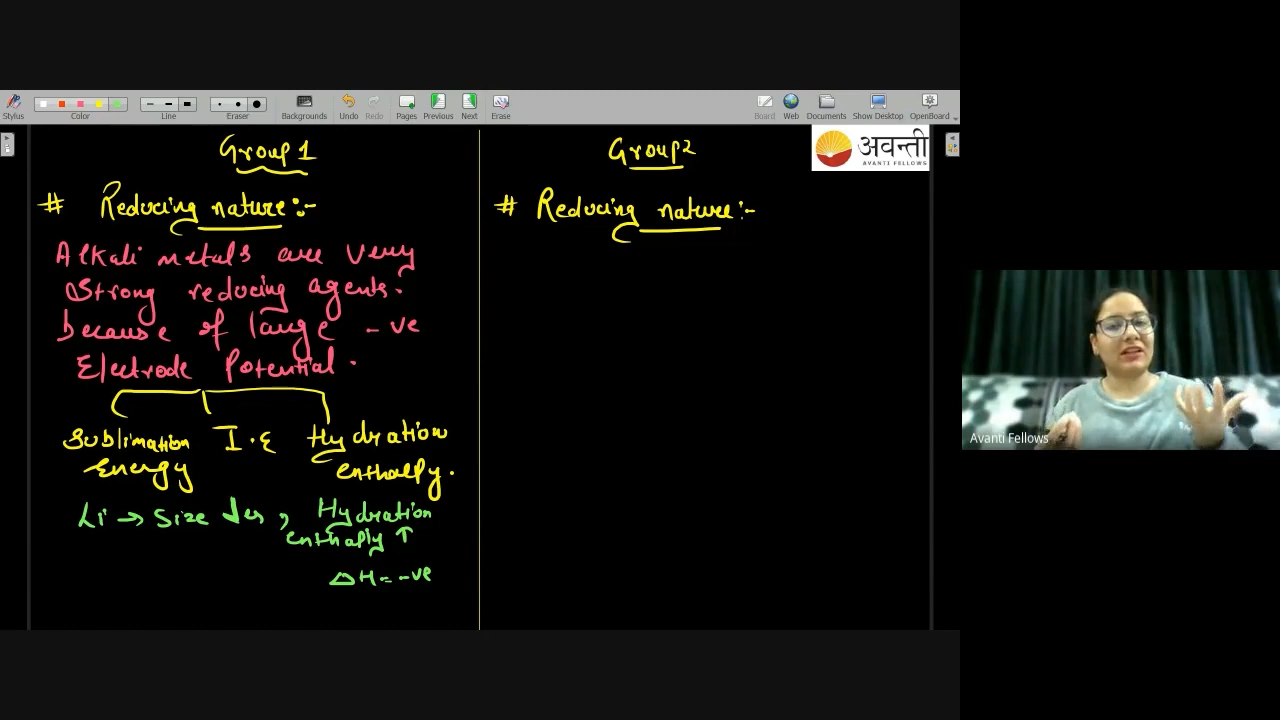 Stylus
Color
Line
Eraser
Backgrounds
Undo
Redo
Pages
Previous
Next
Erase
Board
Web
Documents
Show Desktop
OpenBoard
अवन्ती
AVANTI FELLOWS
Group 1
# Reducing nature:-
Alkali metals are very
Strong reducing agents.
because of large -ve
Electrode Potential.
Sublimation Energy
I.E
Hydration enthalpy.
Li → Size ↓es, Hydration
enthalpy ↑
ΔH = -ve
Group 2
# Reducing nature:-
Avanti Fellows